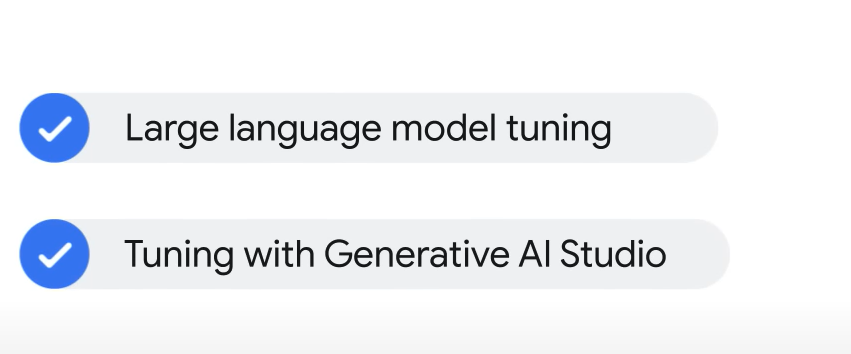 Large language model tuning
Tuning with Generative AI Studio